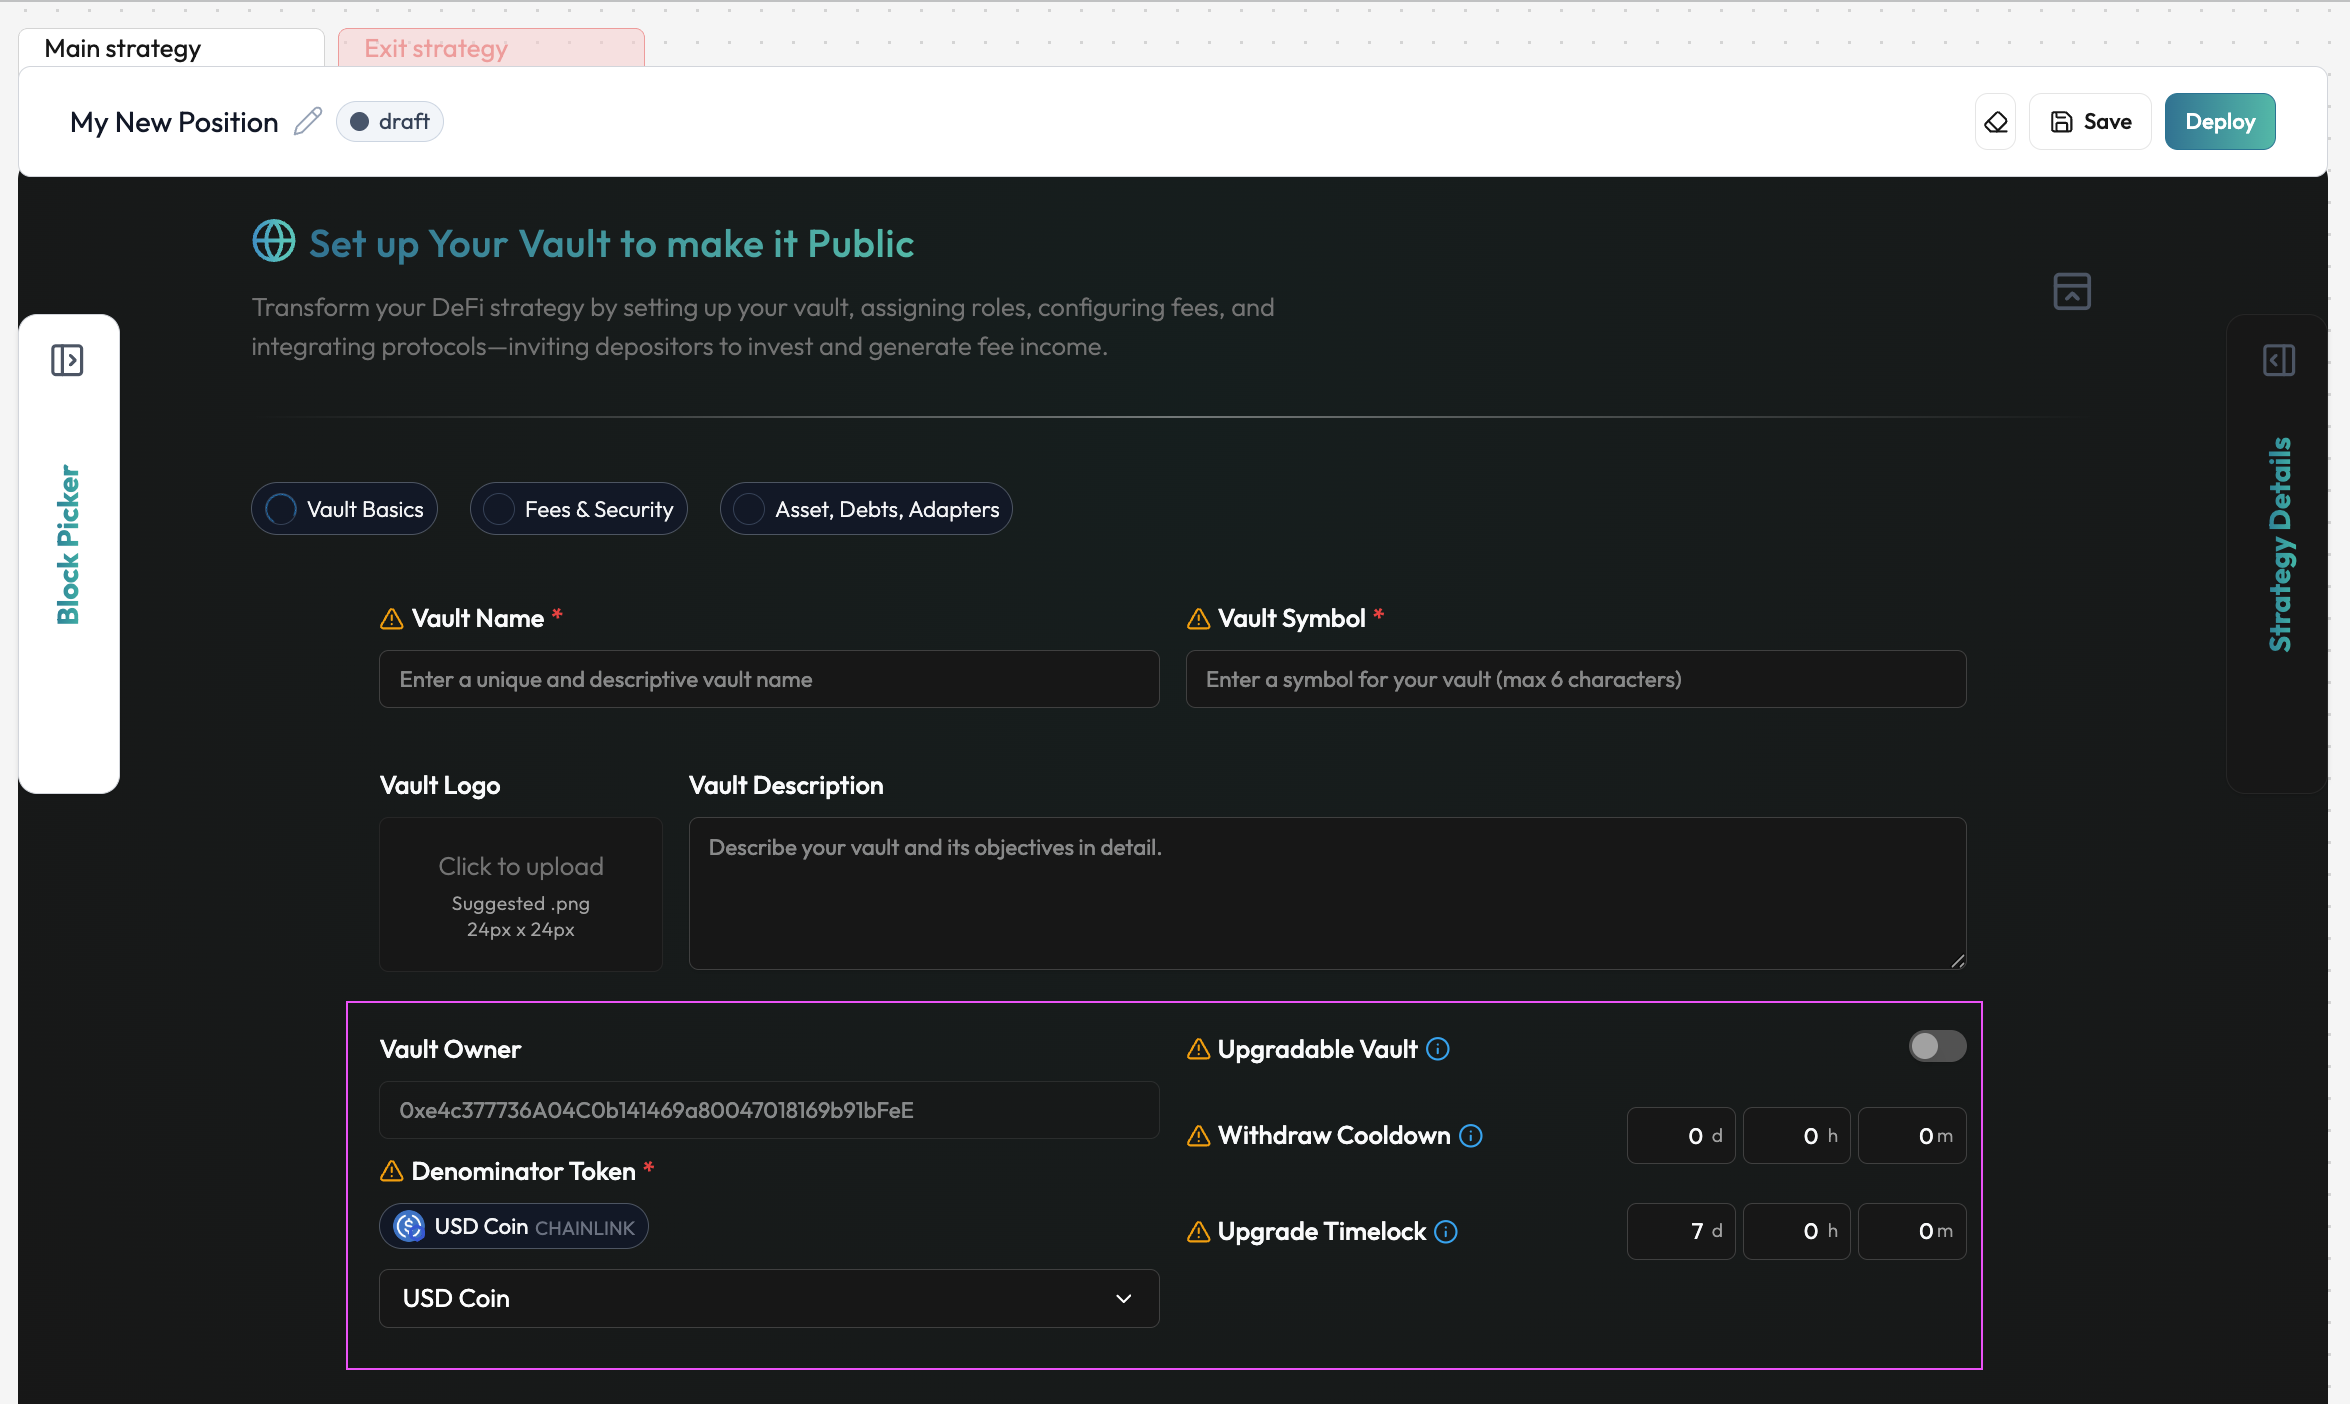 Main strategy
Exit strategy
My New Position
draft
Save
Deploy
Set up Your Vault to make it Public
Transform your DeFi strategy by setting up your vault, assigning roles, configuring fees, and
integrating protocols—inviting depositors to invest and generate fee income.
Block Picker
Strategy Details
Vault Basics
Fees & Security
Asset, Debts, Adapters
Vault Name *
Vault Symbol *
Enter a unique and descriptive vault name
Enter a symbol for your vault (max 6 characters)
Vault Logo
Vault Description
Click to upload
Suggested .png
24px x 24px
Describe your vault and its objectives in detail.
Vault Owner
0xe4c377736A04C0b141469a80047018169b91bFeE
Denominator Token *
USD Coin CHAINLINK
USD Coin
Upgradable Vault
Withdraw Cooldown
0 d
0 h
0 m
Upgrade Timelock
7 d
0 h
0 m